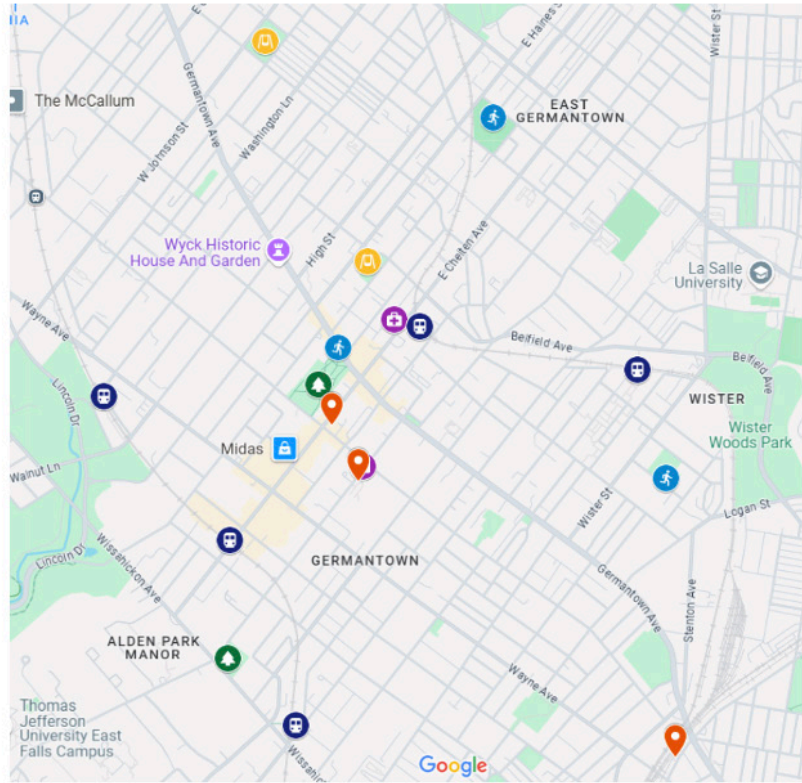 HIA
E Haines St
Wister St
Germantown Ave
The McCallum
EAST
GERMANTOWN
Washington Ln
W Johnson St
Wyck Historic
House And Garden
High St
E Chelten Ave
La Salle
University
Wayne Ave
Belfield Ave
Belfield Ave
Lincoln Dr
WISTER
Wister
Woods Park
Midas
Walnut Ln
Wister St
Logan St
Lincoln Dr
Wissahickon Ave
GERMANTOWN
Germantown Ave
Stenton Ave
ALDEN PARK
MANOR
Wayne Ave
Thomas
Jefferson
University East
Falls Campus
Wissahickon
Google